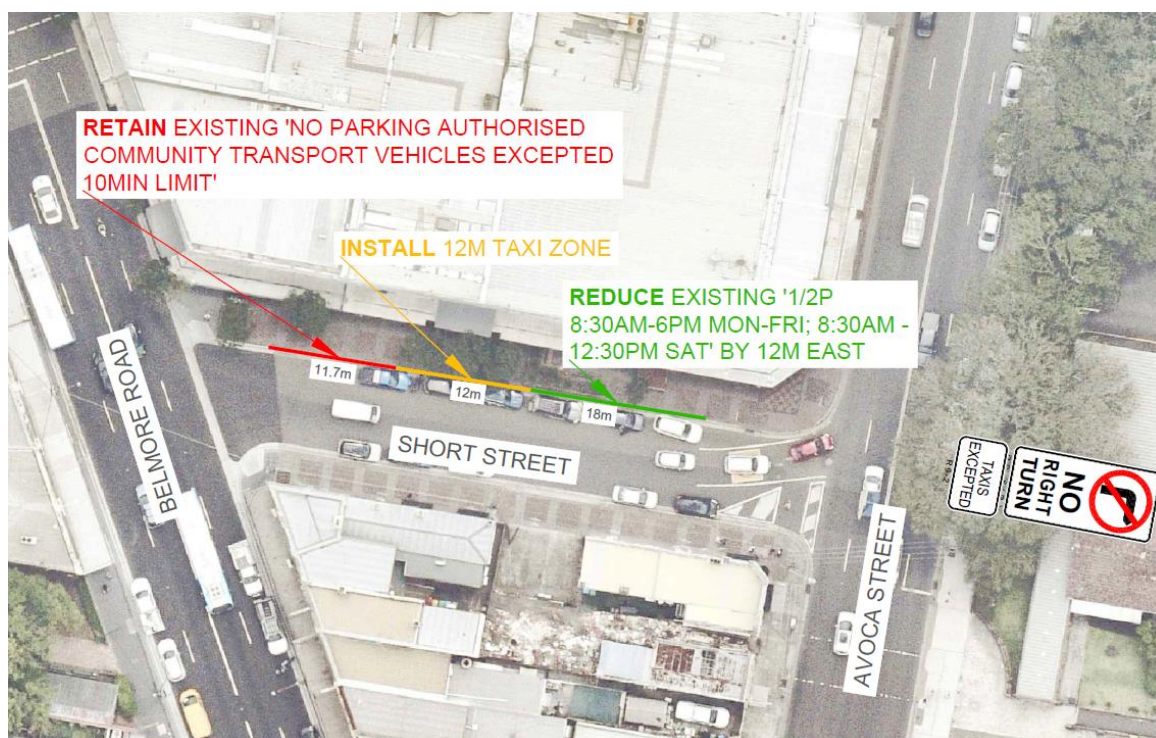 RETAIN EXISTING 'NO PARKING AUTHORISED
COMMUNITY TRANSPORT VEHICLES EXCEPTED
10MIN LIMIT'
INSTALL 12M TAXI ZONE
REDUCE EXISTING '1/2P
8:30AM-6PM MON-FRI; 8:30AM -
12:30PM SAT' BY 12M EAST
11.7m
12m
18m
BELMORE ROAD
SHORT STREET
AVOCA STREET
NO
RIGHT
TURN
TAXIS
EXCEPTED
R 9-2